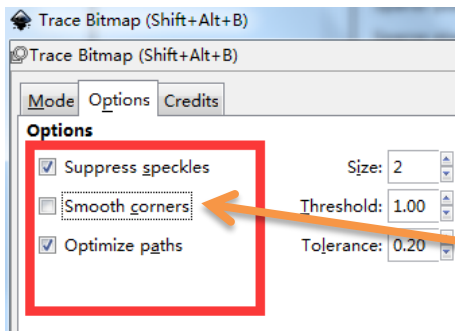 Trace Bitmap (Shift+Alt+B)
Trace Bitmap (Shift+Alt+B)
Mode Options Credits
Options
Suppress speckles Size: 2
Smooth corners Threshold: 1.00
Optimize paths Tolerance: 0.20